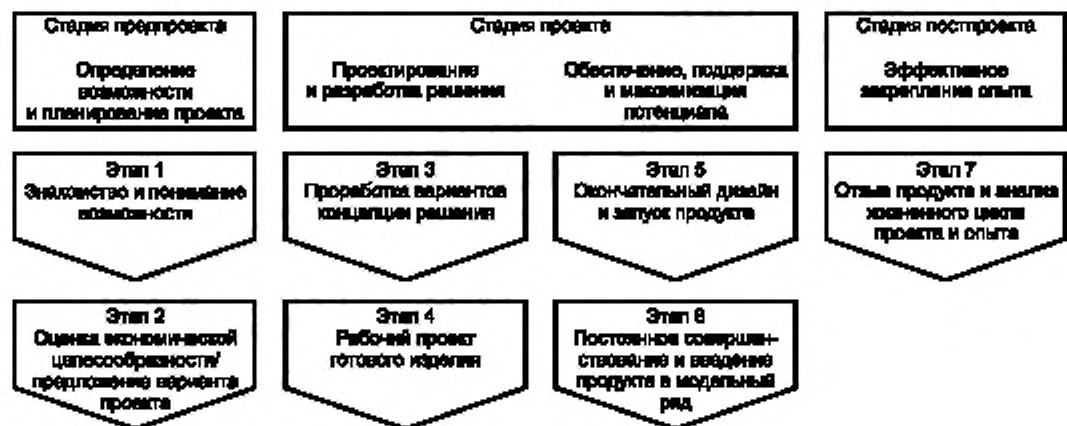 Стадия предпроекта
Определение
возможности
и планирование проекта
Стадия проекта
Проектирование
и разработка решения
Обеспечение, поддержка
и максимизация
потенциала
Стадия постпроекта
Эффективное
закрепление опыта
Этап 1
Знакомство и понимание
возможности
Этап 3
Проработка вариантов
концепции решения
Этап 5
Окончательный дизайн
и запуск продукта
Этап 7
Отзыв продукта и анализ
жизненного цикла
проекта и опыта
Этап 2
Оценка экономической
целесообразности/
предложение варианта
проекта
Этап 4
Рабочий проект
готового изделия
Этап 6
Постоянное совершен-
ствование и введение
продукта в модельный
ряд